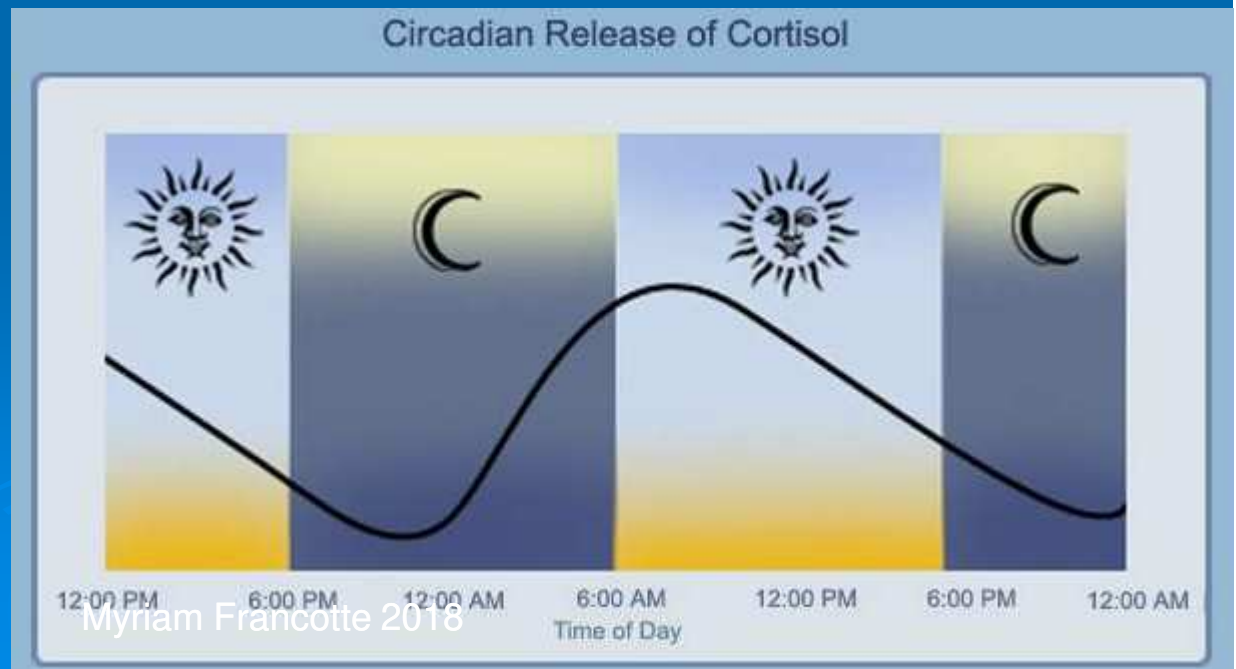 Circadian Release of Cortisol
12:00 PM 6:00 PM 12:00 AM 6:00 AM 12:00 PM 6:00 PM 12:00 AM
Myriam Francotte 2018
Time of Day